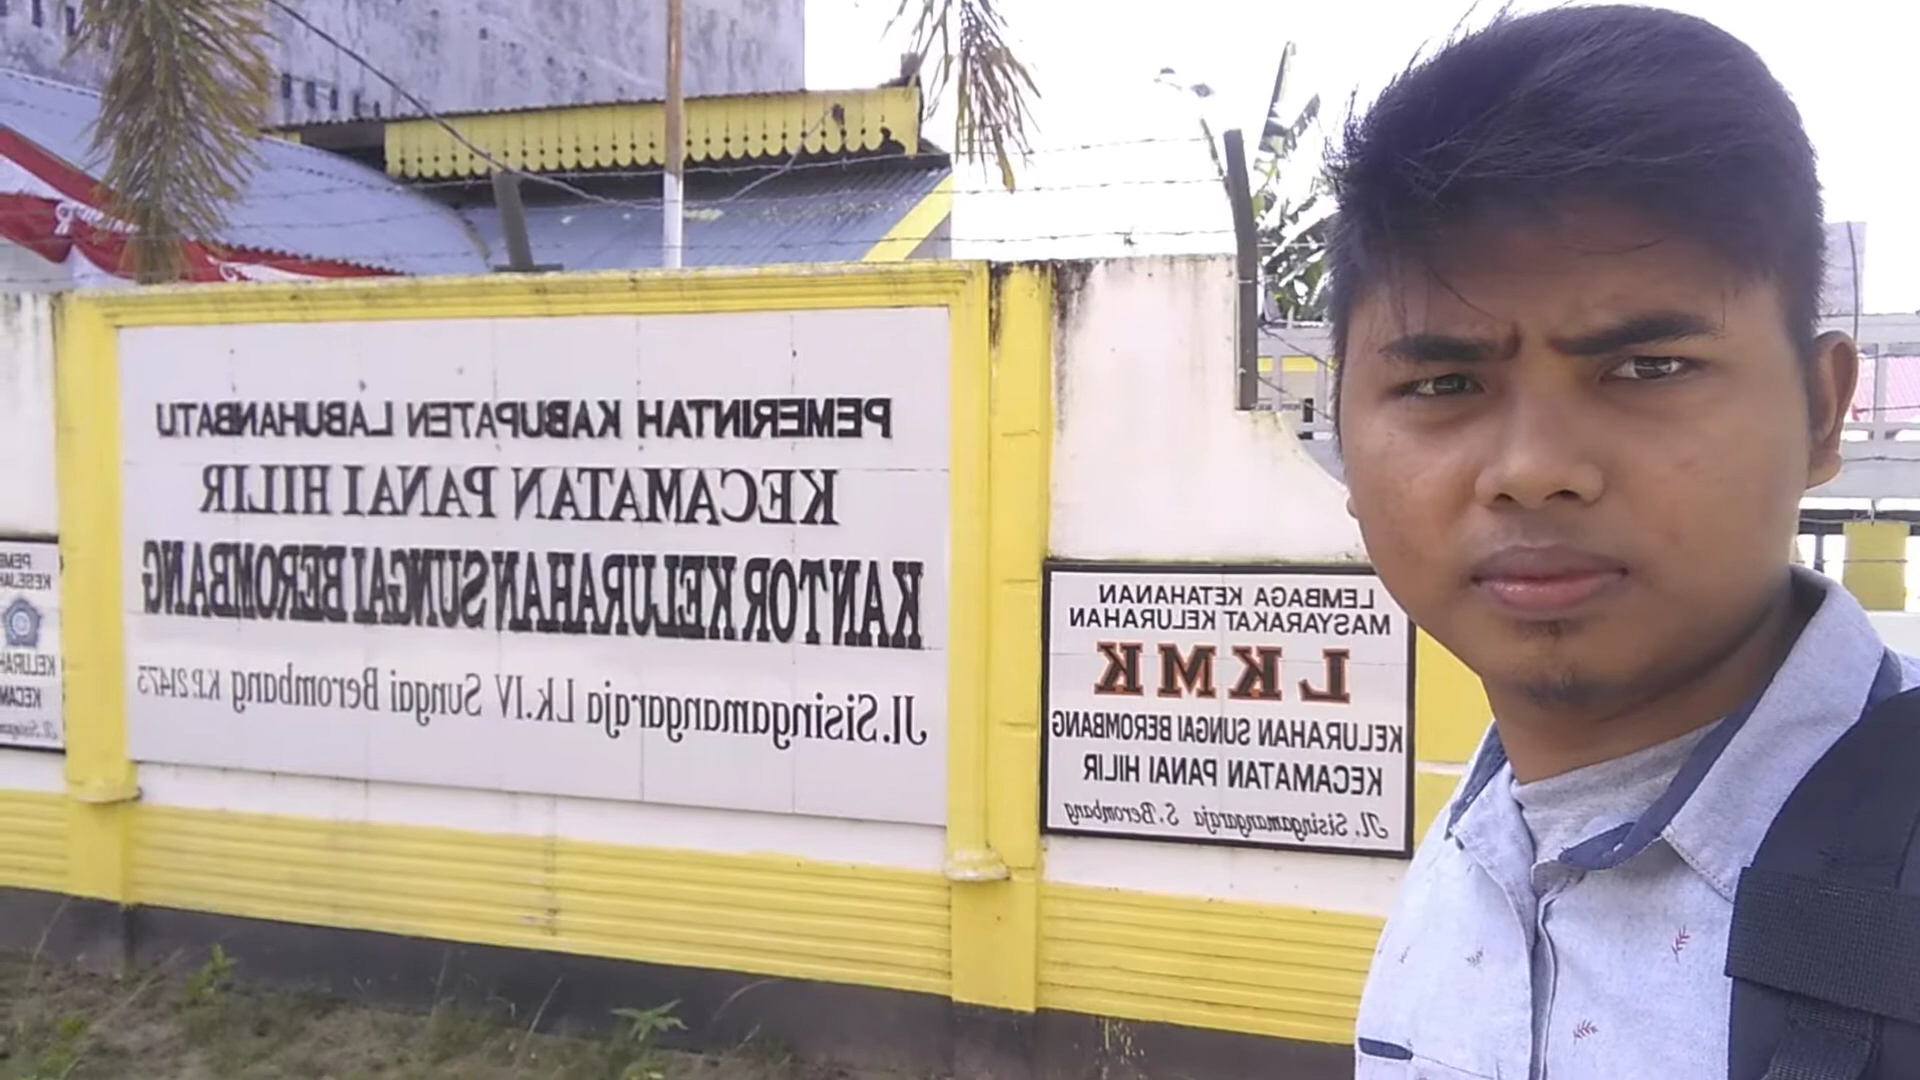 PEMERINTAH KABUPATEN LABUHANBATU
KECAMATAN PANAI HILIR
KANTOR KELURAHAN SUNGAI BEROMBANG
Jl.Sisingamangaraja Lk.IV Sungai Berombang K.P.21473
LEMBAGA KETAHANAN
MASYARAKAT KELURAHAN
LKMK
KELURAHAN SUNGAI BEROMBANG
KECAMATAN PANAI HILIR
Jl. Sisingamangaraja S. Berombang